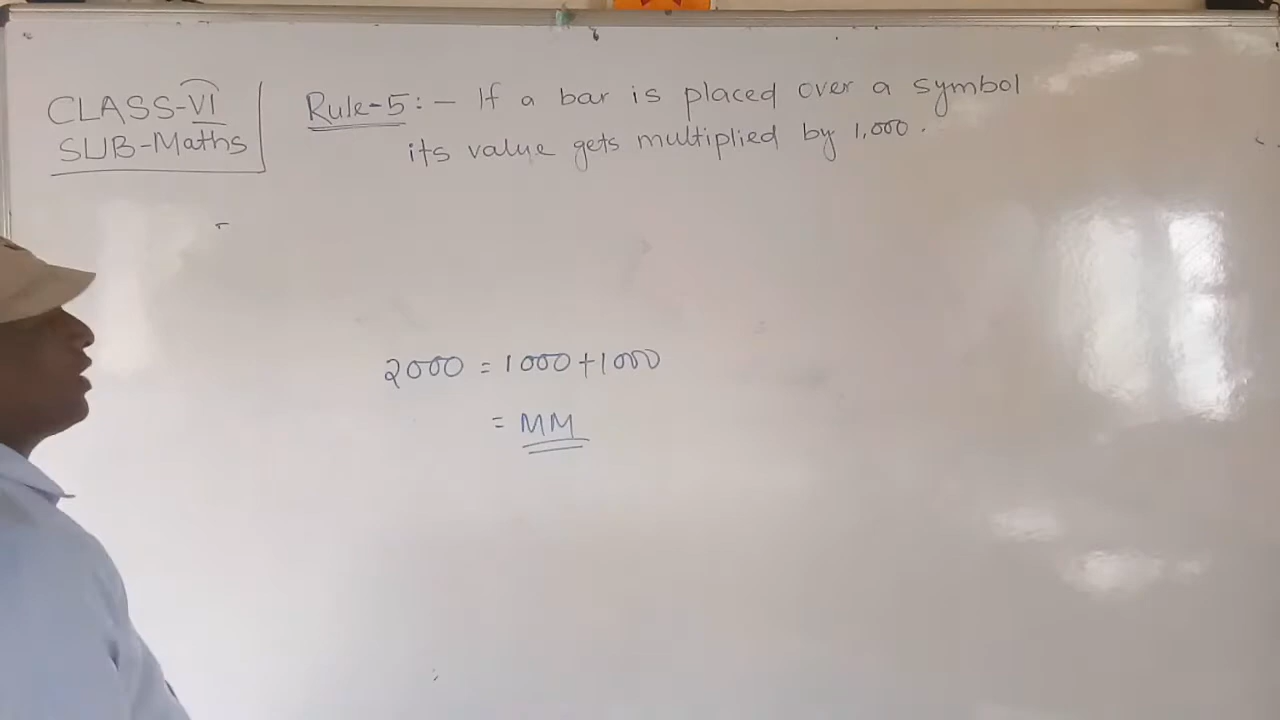 CLASS-VI
SUB-Maths
Rule-5:- If a bar is placed over a symbol
its value gets multiplied by 1,000.
2000 = 1000+1000
= MM